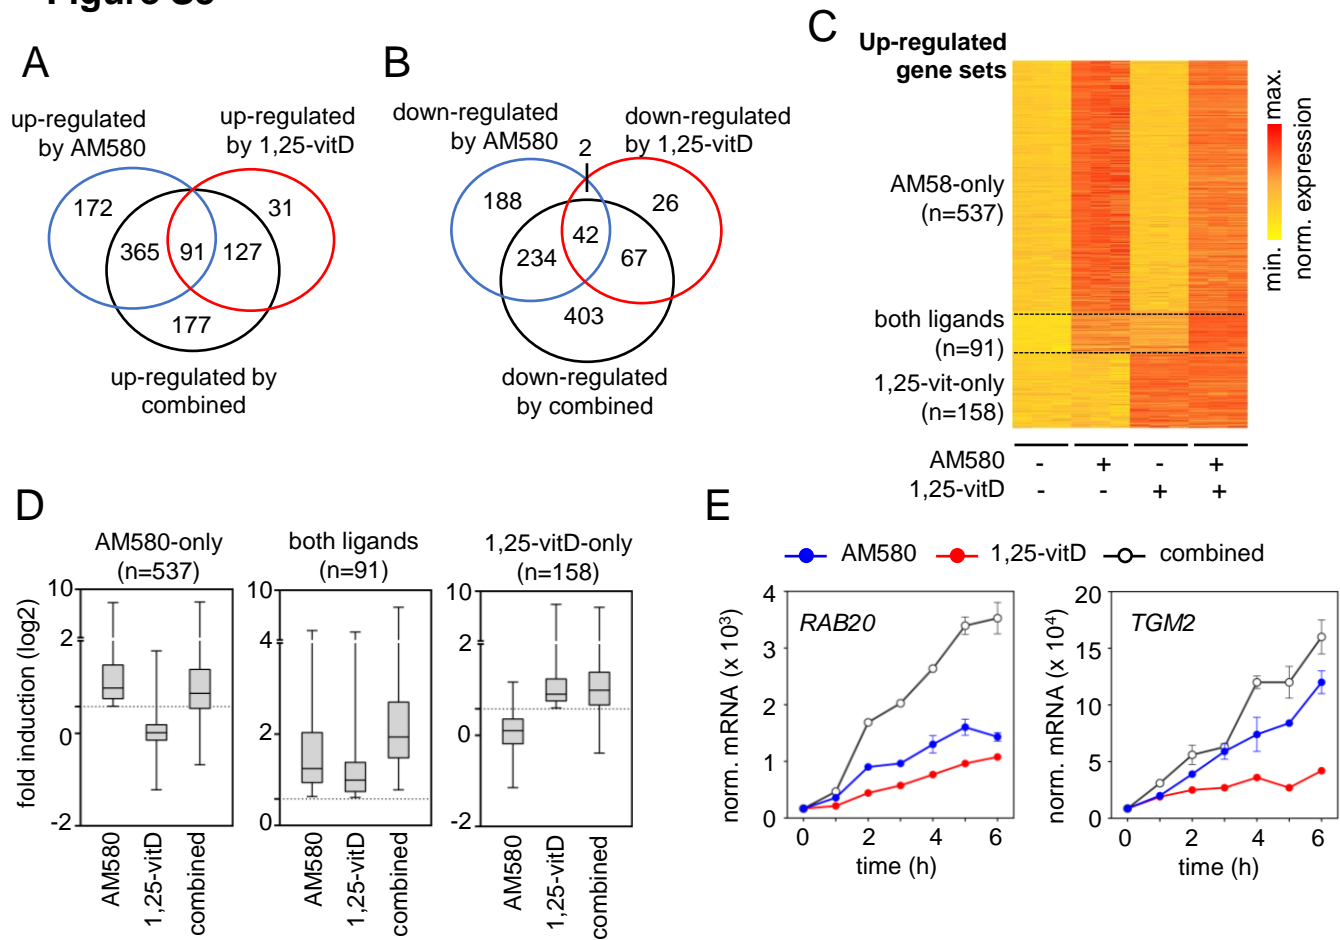 A
up-regulated
by AM580
up-regulated
by 1,25-vitD
172
31
365
91
127
177
up-regulated by
combined
B
down-regulated
by AM580
2
down-regulated
by 1,25-vitD
188
26
42
234
67
403
down-regulated
by combined
C
Up-regulated
gene sets
AM58-only
(n=537)
both ligands
(n=91)
1,25-vit-only
(n=158)
min.
max.
norm. expression
AM580 - + - +
1,25-vitD - - + +
D
AM580-only
(n=537)
both ligands
(n=91)
1,25-vitD-only
(n=158)
fold induction (log2)
10
2
0
-2
10
4
2
0
10
2
0
-2
AM580
1,25-vitD
combined
AM580
1,25-vitD
combined
AM580
1,25-vitD
combined
E
AM580
1,25-vitD
combined
norm. mRNA (x 10³)
4
3
2
1
0
RAB20
0 2 4 6
time (h)
norm. mRNA (x 10⁴)
20
15
10
5
0
TGM2
0 2 4 6
time (h)